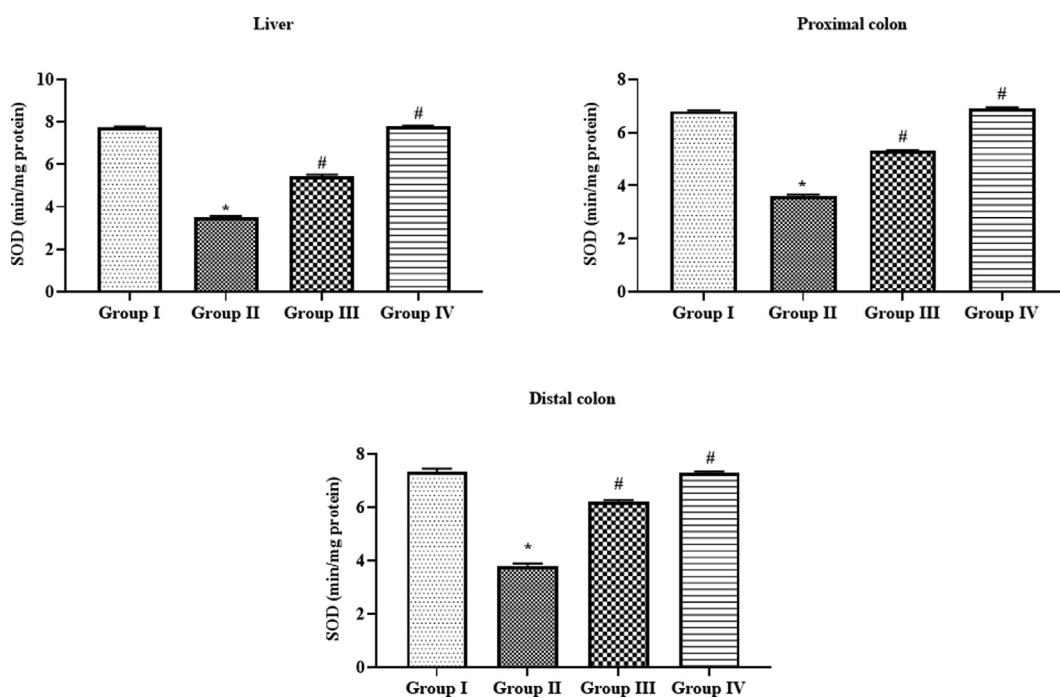 Liver
SOD (min/mg protein)
10
8
6
4
2
0
*
#
#
Group I Group II Group III Group IV
Proximal colon
SOD (min/mg protein)
8
6
4
2
0
*
#
#
Group I Group II Group III Group IV
Distal colon
SOD (min/mg protein)
8
6
4
2
0
*
#
#
Group I Group II Group III Group IV